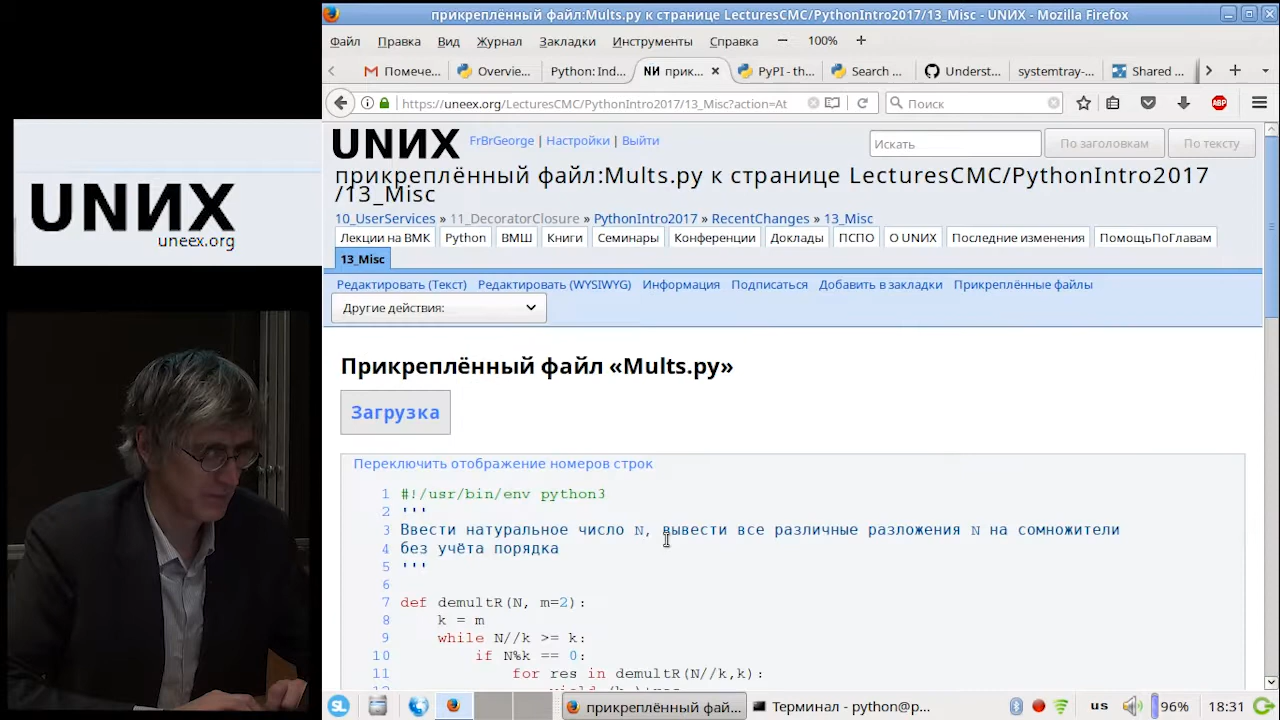 UNИX
uneex.org
прикреплённый файл:Mults.py к странице LecturesCMC/PythonIntro2017/13_Misc - UNИX - Mozilla Firefox
Файл Правка Вид Журнал Закладки Инструменты Справка 100%
Помече... Overvie... Python: Ind... прик... PyPI - th... Search ... Underst... systemtray-... Shared ...
https://uneex.org/LecturesCMC/PythonIntro2017/13_Misc?action=At Поиск
UNИX FrBrGeorge | Настройки | Выйти Искать По заголовкам По тексту
прикреплённый файл:Mults.py к странице LecturesCMC/PythonIntro2017
/13_Misc
10_UserServices » 11_DecoratorClosure » PythonIntro2017 » RecentChanges » 13_Misc
Лекции на ВМК Python ВМШ Книги Семинары Конференции Доклады ПСПО О UNИX Последние изменения ПомощьПоГлавам
13_Misc
Редактировать (Текст) Редактировать (WYSIWYG) Информация Подписаться Добавить в закладки Прикреплённые файлы
Другие действия:
Прикреплённый файл «Mults.py»
Загрузка
Переключить отображение номеров строк
1 #!/usr/bin/env python3
2 '''
3 Ввести натуральное число N, вывести все различные разложения N на сомножители
4 без учёта порядка
5 '''
6
7 def demultR(N, m=2):
8 k = m
9 while N//k >= k:
10 if N%k == 0:
11 for res in demultR(N//k,k):
прикреплённый фай... Терминал - python@p... us 96% 18:31